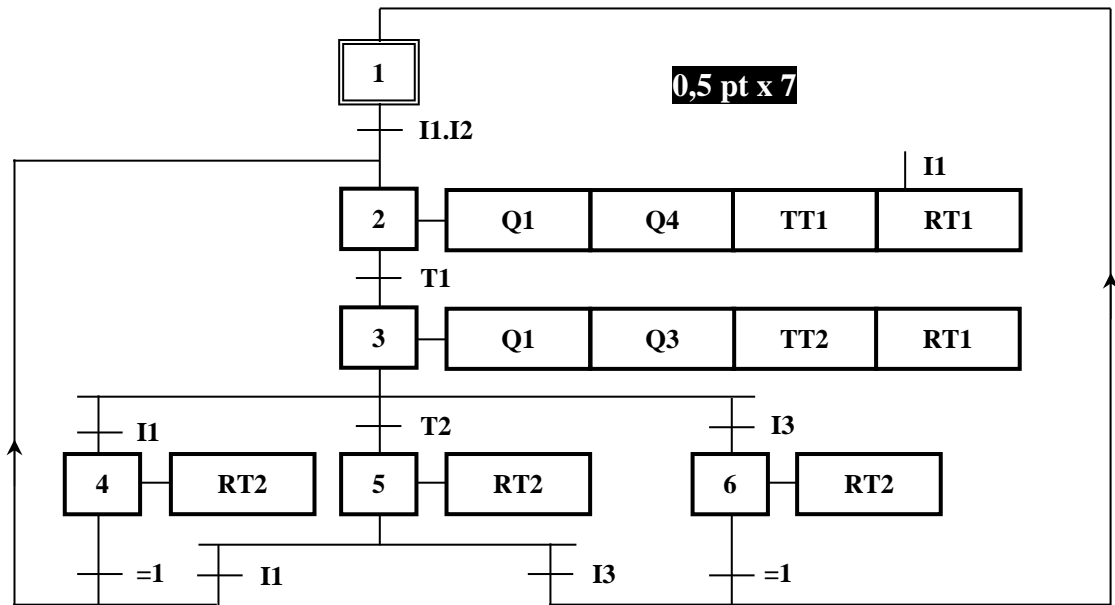 1
0,5 pt x 7
I1.I2
I1
2 Q1 Q4 TT1 RT1
T1
3 Q1 Q3 TT2 RT1
I1 T2 I3
4 RT2 5 RT2 6 RT2
=1 I1 I3 =1